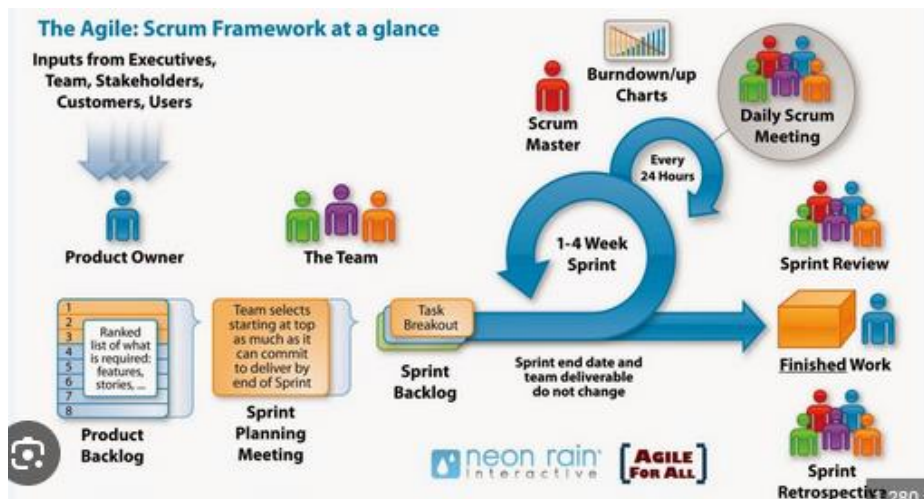 The Agile: Scrum Framework at a glance
Inputs from Executives,
Team, Stakeholders,
Customers, Users
Product Owner
The Team
Scrum
Master
Burndown/up
Charts
Daily Scrum
Meeting
Every
24 Hours
1-4 Week
Sprint
Sprint Review
1
2
3
4
5
6
7
8
Ranked
list of what
is required:
features,
stories, ...
Product
Backlog
Team selects
starting at top
as much as it
can commit
to deliver by
end of Sprint
Sprint
Planning
Meeting
Task
Breakout
Sprint
Backlog
Sprint end date and
team deliverable
do not change
Finished Work
neon rain
interactive
AGILE
FOR ALL
Sprint
Retrospective